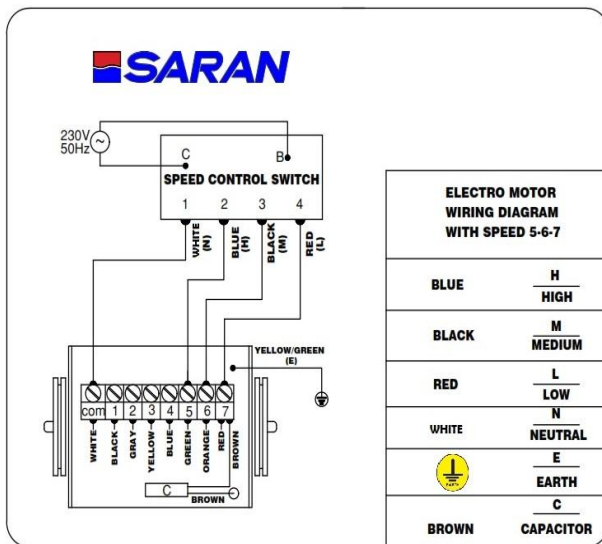 SARAN
230V
50Hz
~
C
B
SPEED CONTROL SWITCH
1 2 3 4
WHITE
(N)
BLUE
(H)
BLACK
(M)
RED
(L)
YELLOW/GREEN
(E)
com 1 2 3 4 5 6 7
WHITE
BLACK
GRAY
YELLOW
BLUE
GREEN
ORANGE
RED
BROWN
C
BROWN
ELECTRO MOTOR
WIRING DIAGRAM
WITH SPEED 5-6-7
BLUE
H
HIGH
BLACK
M
MEDIUM
RED
L
LOW
WHITE
N
NEUTRAL
E
EARTH
BROWN
C
CAPACITOR